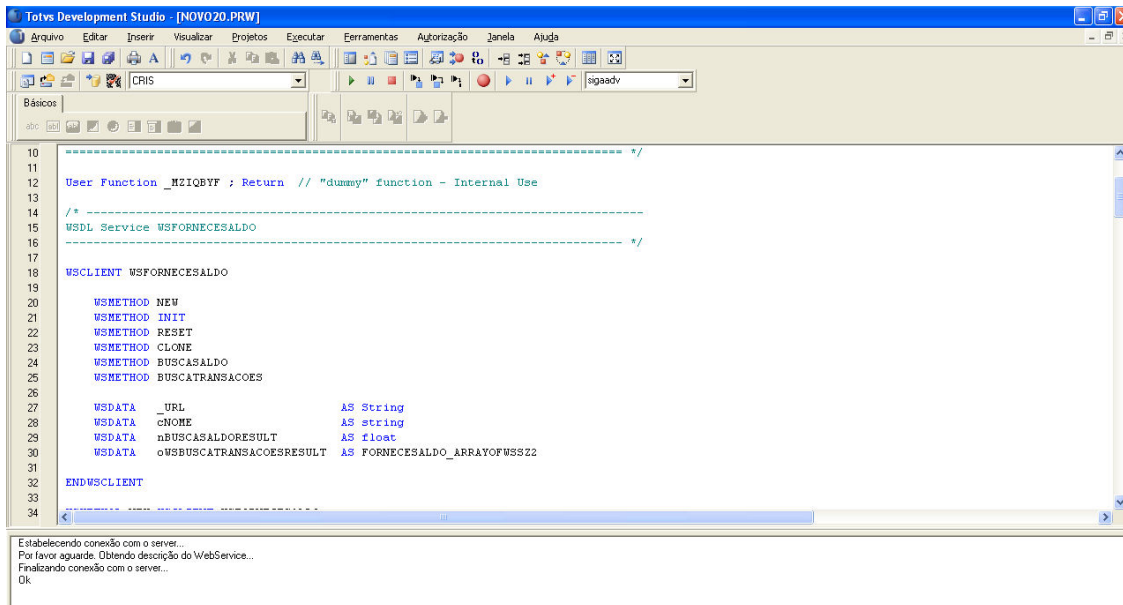 Totvs Development Studio - [NOVO20.PRW]
Arquivo Editar Inserir Visualizar Projetos Executar Ferramentas Autorização Janela Ajuda
CRIS sigaadv
Básicos
abc abl
10 ============================================================================== */
11
12 User Function _MZIQBYF ; Return // "dummy" function - Internal Use
13
14 /* -------------------------------------------------------------------------------
15 WSDL Service WSFORNECESALDO
16 ------------------------------------------------------------------------------- */
17
18 WSCLIENT WSFORNECESALDO
19
20 WSMETHOD NEW
21 WSMETHOD INIT
22 WSMETHOD RESET
23 WSMETHOD CLONE
24 WSMETHOD BUSCASALDO
25 WSMETHOD BUSCATRANSACOES
26
27 WSDATA _URL AS String
28 WSDATA cNOME AS string
29 WSDATA nBUSCASALDORESULT AS float
30 WSDATA oWSBUSCATRANSACOESRESULT AS FORNECESALDO_ARRAYOFWSSZ2
31
32 ENDWSCLIENT
33
34
Estabelecendo conexão com o server...
Por favor aguarde. Obtendo descrição do WebService...
Finalizando conexão com o server...
Ok